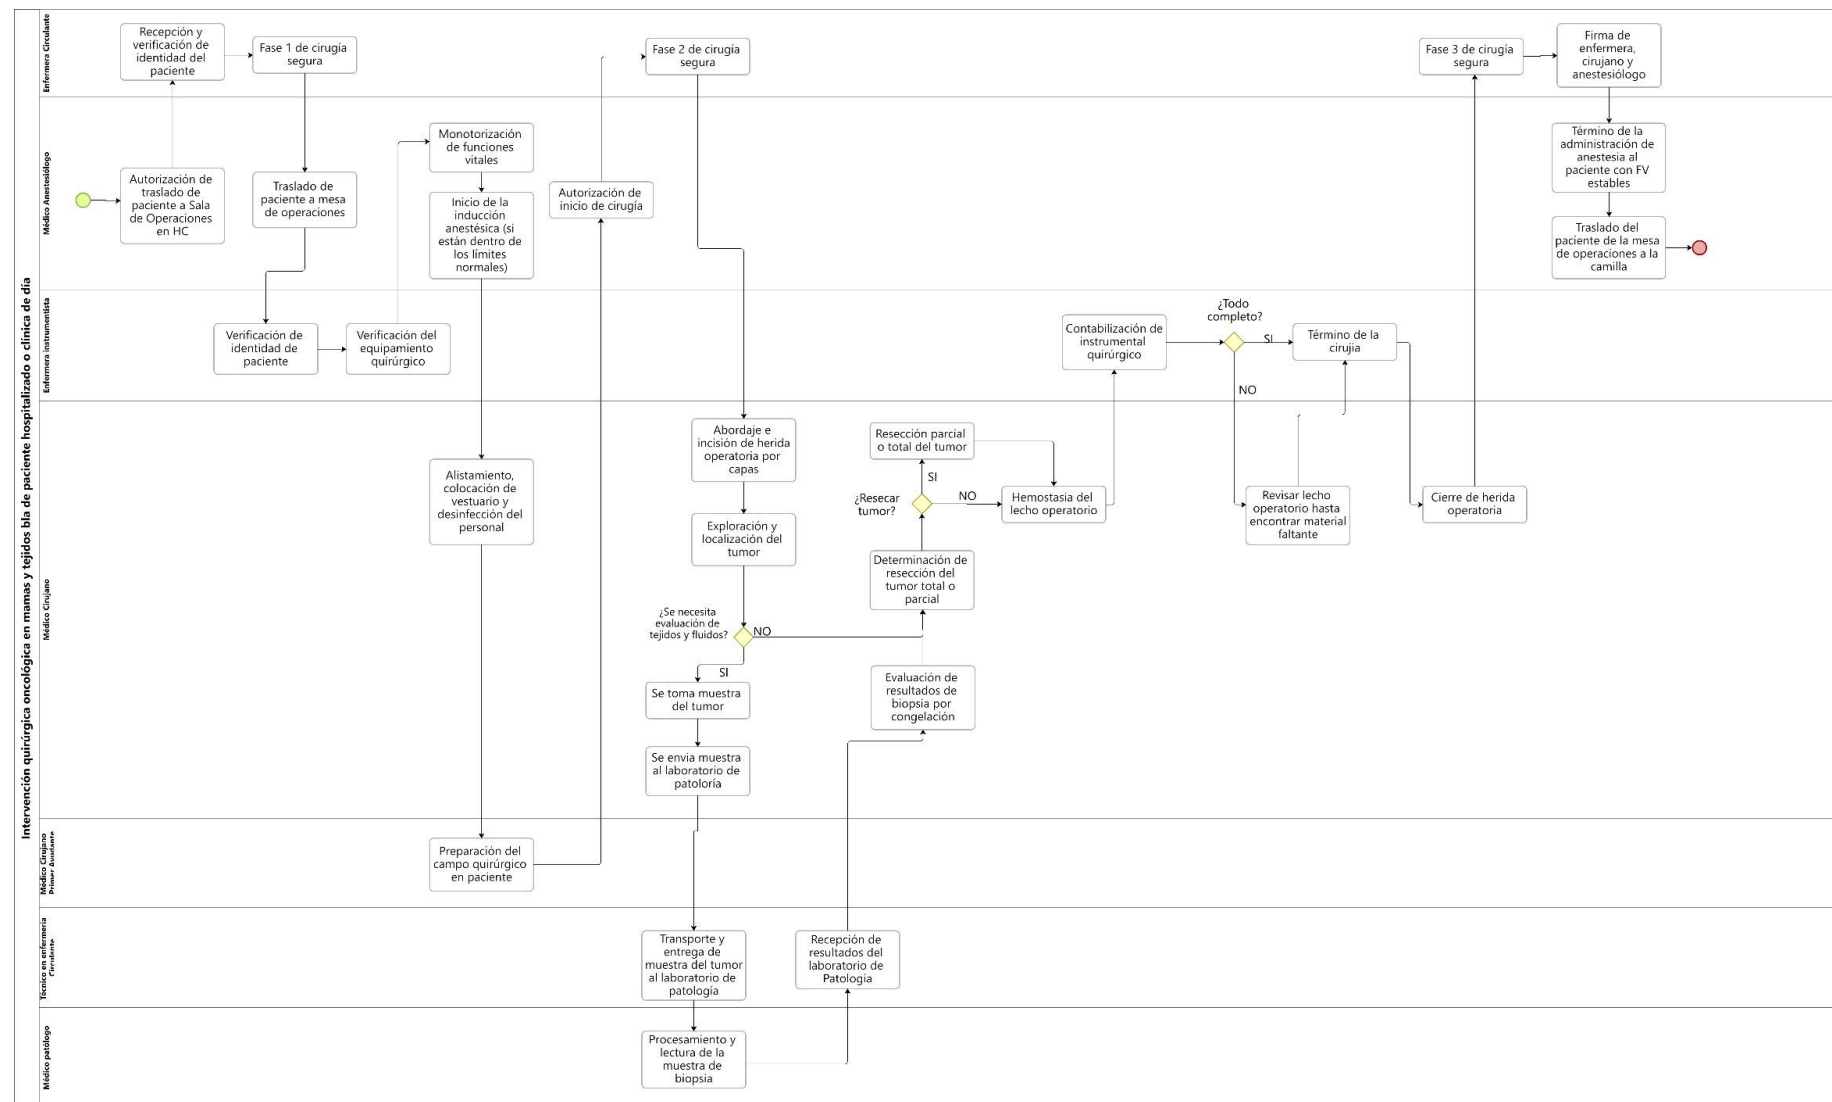 Intervención quirúrgica oncológica en mamas y tejidos bla de paciente hospitalizado o clínica de día
Enfermera Circulante
Recepción y
verificación de
identidad del
paciente
Fase 1 de cirugía
segura
Fase 2 de cirugía
segura
Fase 3 de cirugía
segura
Firma de
enfermera,
cirujano y
anestesiólogo
Médico Anestesiólogo
Autorización de
traslado de
paciente a Sala
de Operaciones
en HC
Traslado de
paciente a mesa
de operaciones
Monotorización
de funciones
vitales
Inicio de la
inducción
anestésica (si
están dentro de
los límites
normales)
Autorización de
inicio de cirugía
Término de la
administración de
anestesia al
paciente con FV
estables
Traslado del
paciente de la mesa
de operaciones a la
camilla
Enfermera instrumentista
Verificación de
identidad de
paciente
Verificación del
equipamiento
quirúrgico
Contabilización de
instrumental
quirúrgico
¿Todo
completo?
SI
NO
Término de la
cirujia
Médico Cirujano
Alistamiento,
colocación de
vestuario y
desinfección del
personal
Abordaje e
incisión de herida
operatoria por
capas
Exploración y
localización del
tumor
¿Se necesita
evaluación de
tejidos y fluidos?
NO
SI
Se toma muestra
del tumor
Se envia muestra
al laboratorio de
patoloría
Resección parcial
o total del tumor
SI
¿Resecar
tumor?
NO
Hemostasia del
lecho operatorio
Determinación de
resección del
tumor total o
parcial
Evaluación de
resultados de
biopsia por
congelación
Revisar lecho
operatorio hasta
encontrar material
faltante
Cierre de herida
operatoria
Médico Cirujano
Primer Ayudante
Preparación del
campo quirúrgico
en paciente
Técnico en enfermería
Circulante
Transporte y
entrega de
muestra del tumor
al laboratorio de
patología
Recepción de
resultados del
laboratorio de
Patología
Médico patólogo
Procesamiento y
lectura de la
muestra de
biopsia